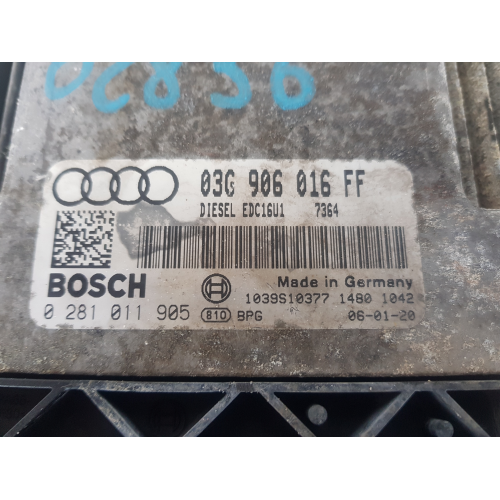 DC836
03G 906 016 FF
DIESEL EDC16U1 7364
BOSCH
Made in Germany
0 281 011 905
810 BPG
1039S10377 1480 1042
06-01-20